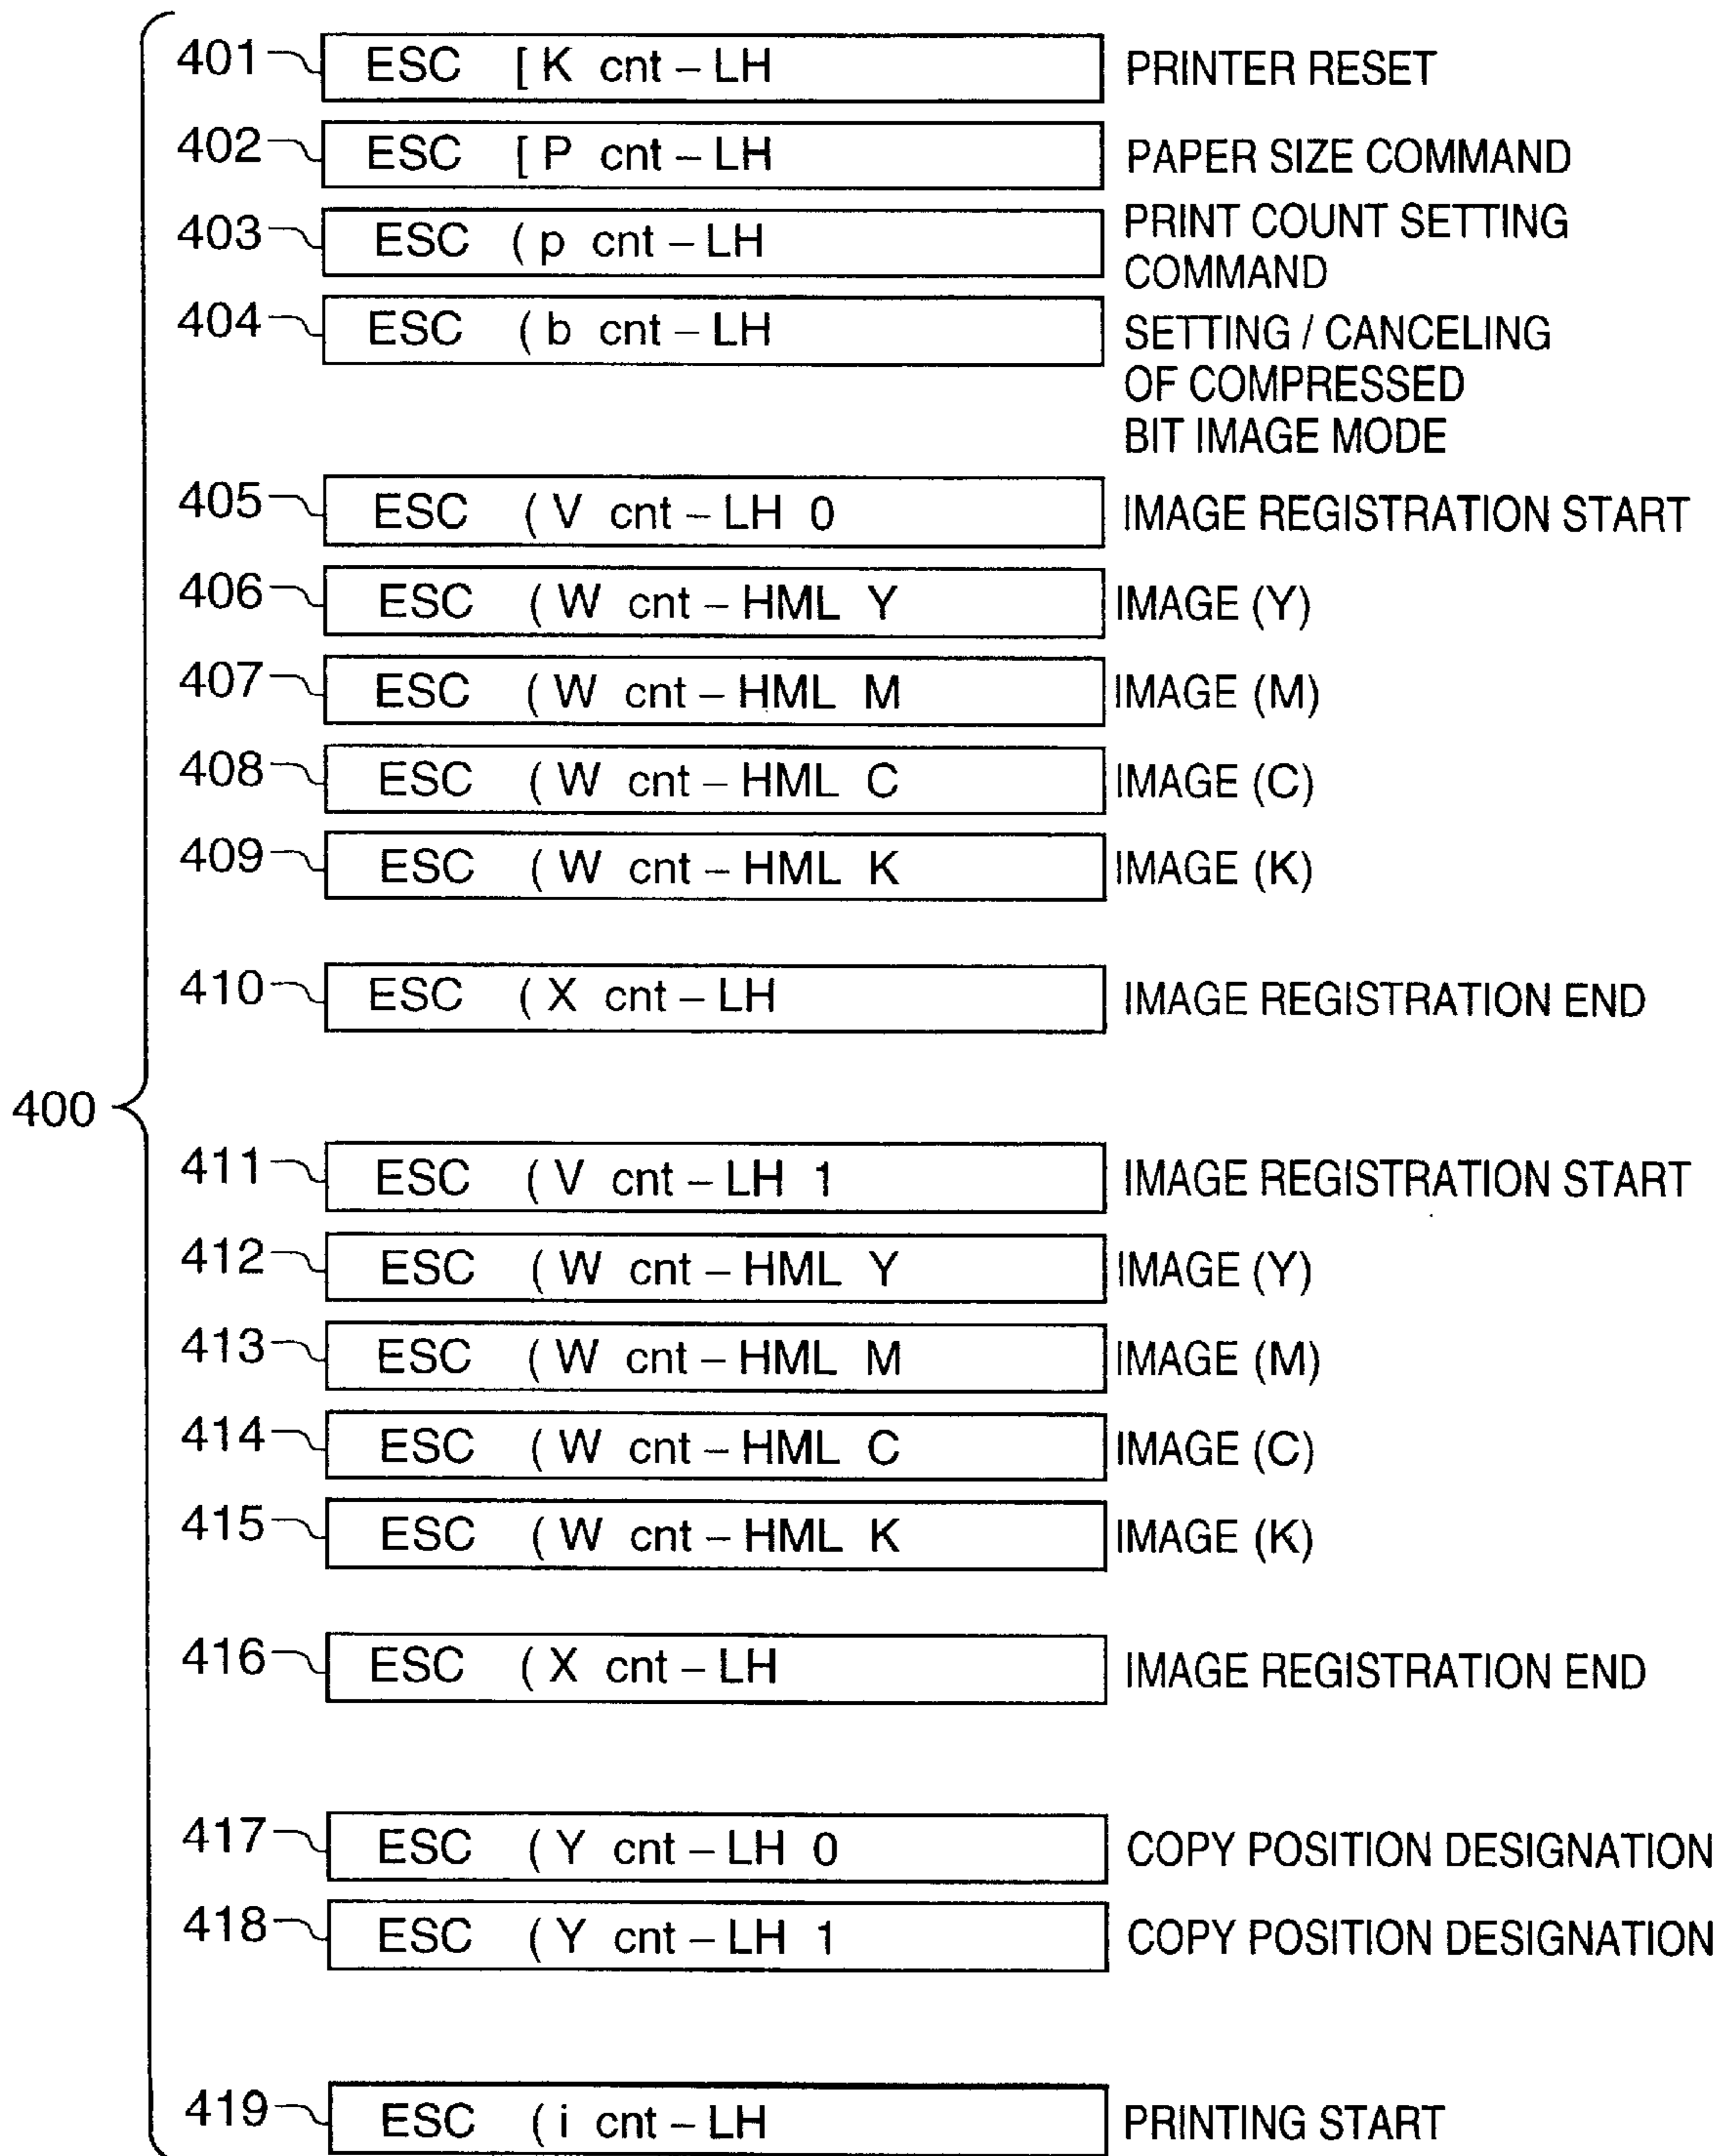 401 ESC [ K cnt – LH PRINTER RESET
402 ESC [ P cnt – LH PAPER SIZE COMMAND
403 ESC ( p cnt – LH PRINT COUNT SETTING
COMMAND
404 ESC ( b cnt – LH SETTING / CANCELING
OF COMPRESSED
BIT IMAGE MODE
405 ESC ( V cnt – LH 0 IMAGE REGISTRATION START
406 ESC ( W cnt – HML Y IMAGE (Y)
407 ESC ( W cnt – HML M IMAGE (M)
408 ESC ( W cnt – HML C IMAGE (C)
409 ESC ( W cnt – HML K IMAGE (K)
410 ESC ( X cnt – LH IMAGE REGISTRATION END
400
411 ESC ( V cnt – LH 1 IMAGE REGISTRATION START
412 ESC ( W cnt – HML Y IMAGE (Y)
413 ESC ( W cnt – HML M IMAGE (M)
414 ESC ( W cnt – HML C IMAGE (C)
415 ESC ( W cnt – HML K IMAGE (K)
416 ESC ( X cnt – LH IMAGE REGISTRATION END
417 ESC ( Y cnt – LH 0 COPY POSITION DESIGNATION
418 ESC ( Y cnt – LH 1 COPY POSITION DESIGNATION
419 ESC ( i cnt – LH PRINTING START